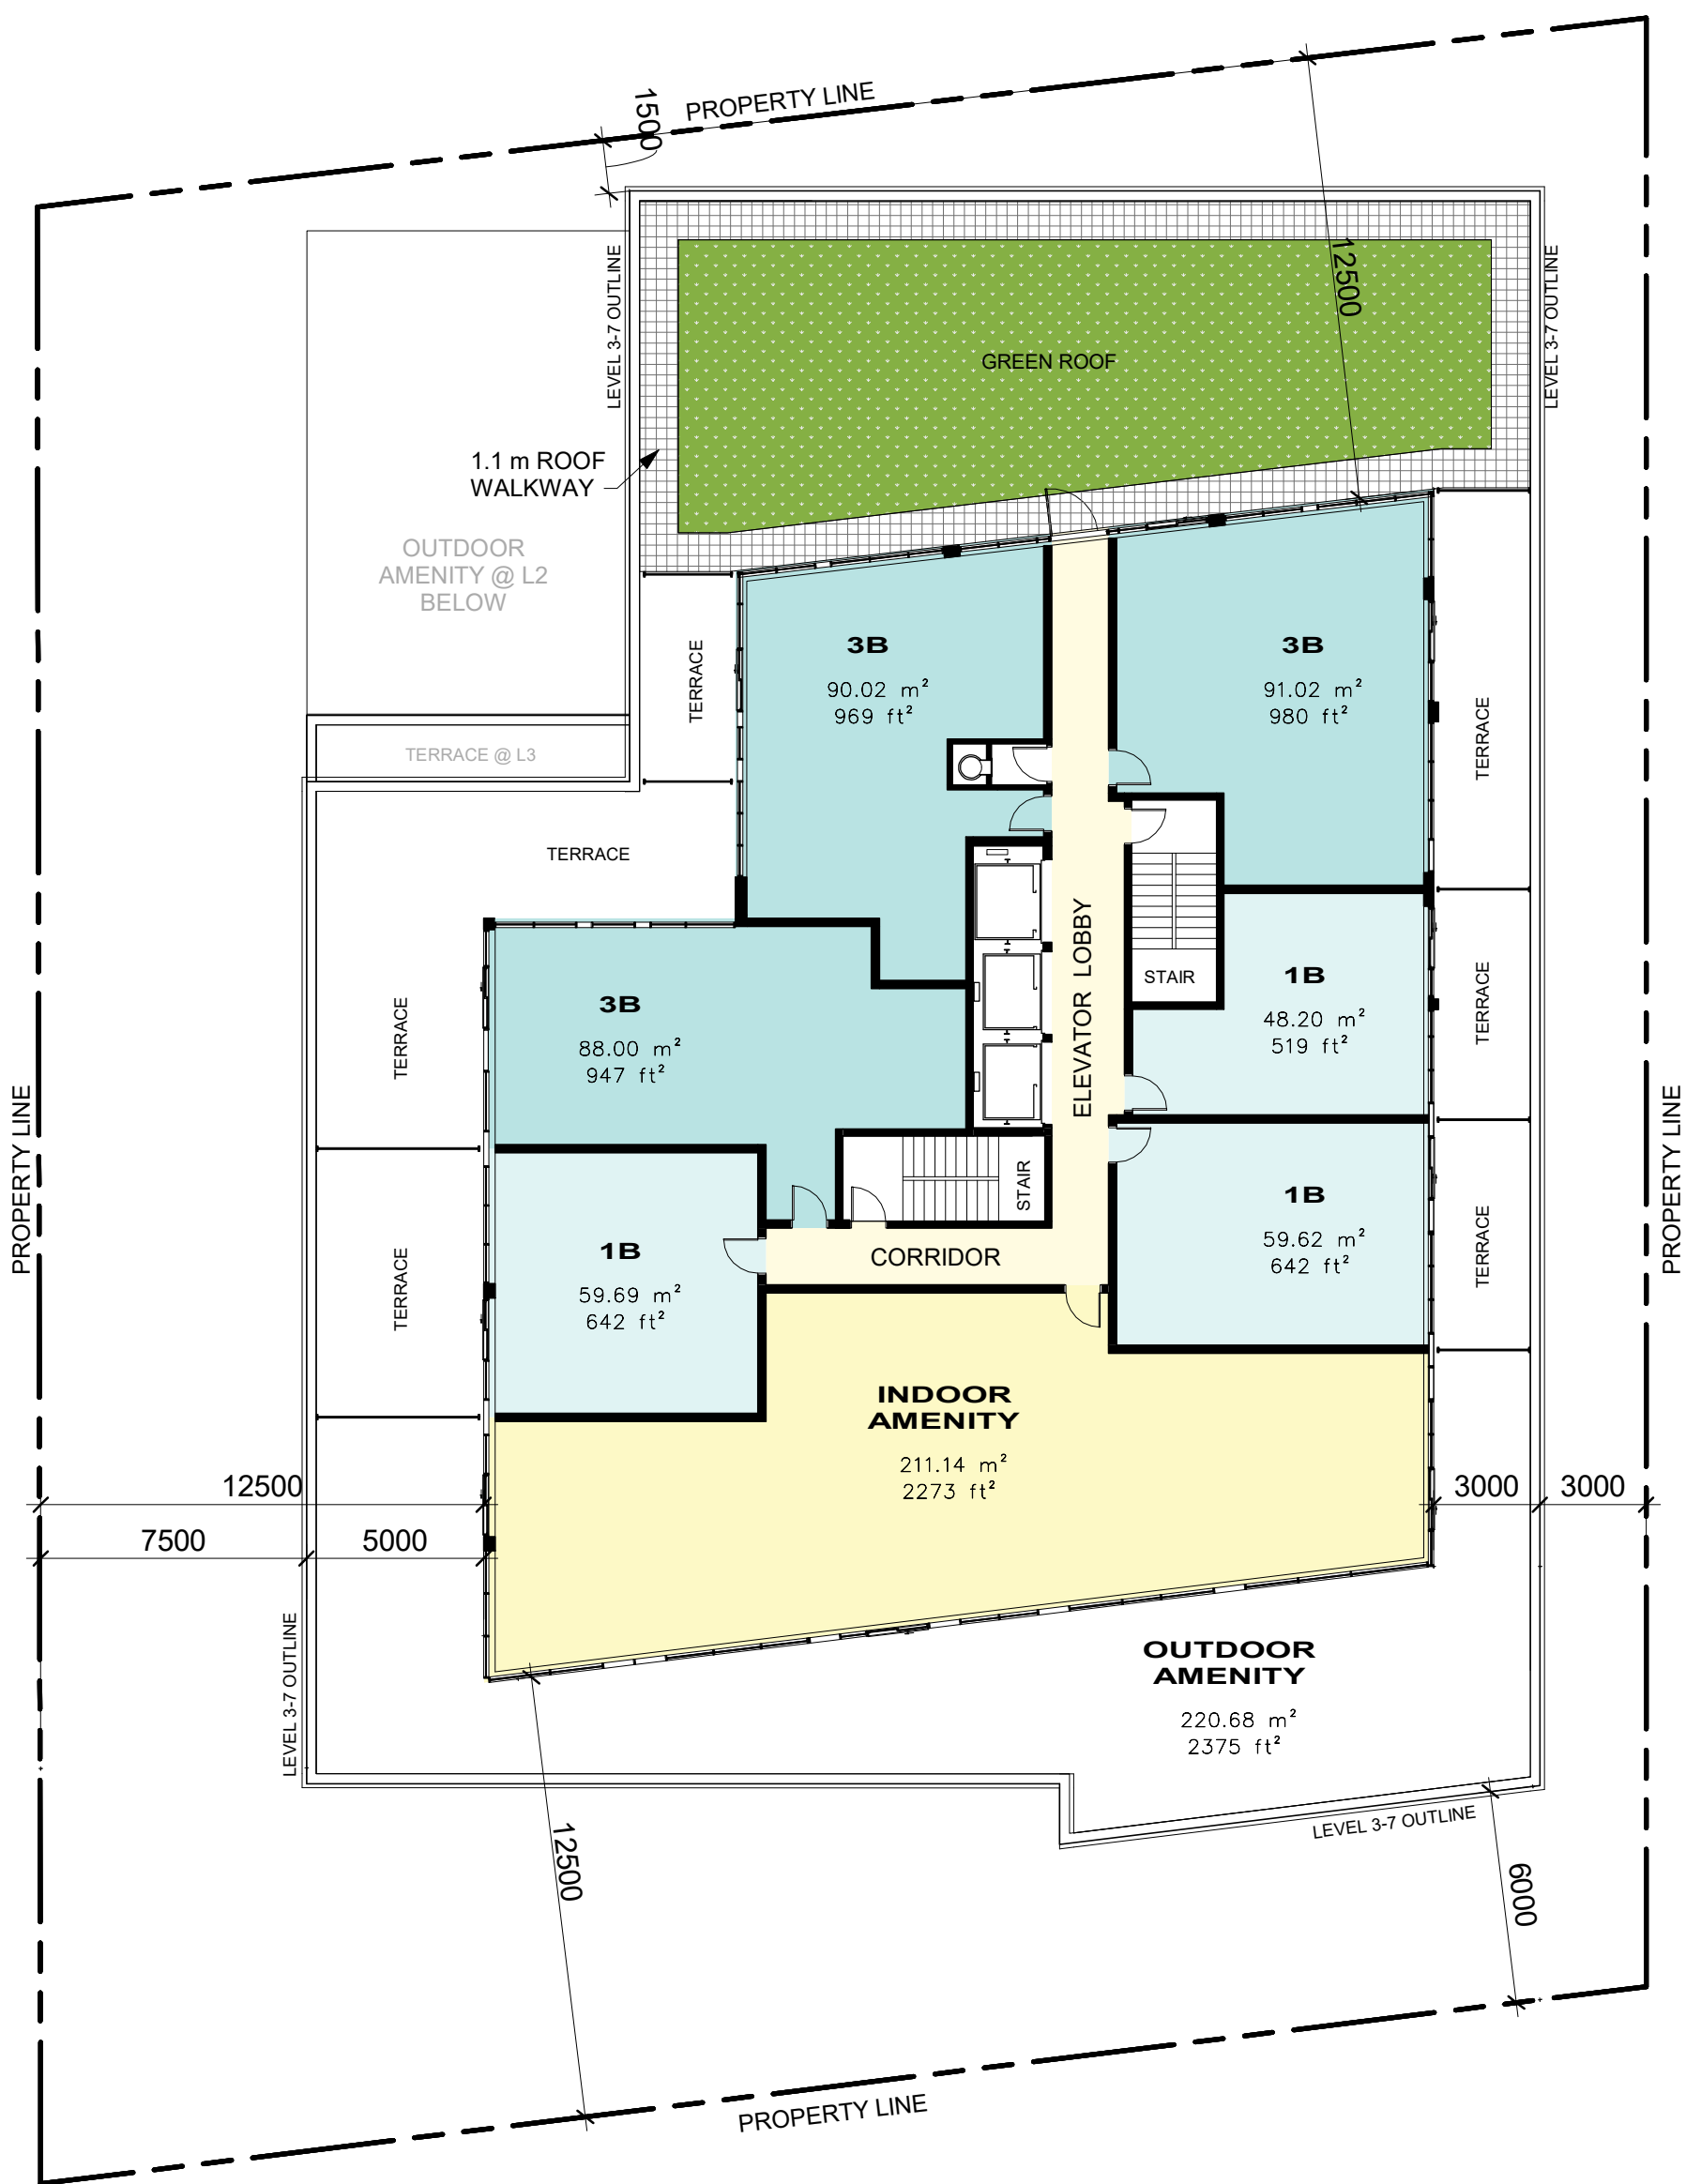 PROPERTY LINE
1500
12500
LEVEL 3-7 OUTLINE
LEVEL 3-7 OUTLINE
GREEN ROOF
1.1 m ROOF
WALKWAY
OUTDOOR
AMENITY @ L2
BELOW
TERRACE @ L3
TERRACE
3B
90.02 m²
969 ft²
3B
91.02 m²
980 ft²
TERRACE
TERRACE
TERRACE
3B
88.00 m²
947 ft²
ELEVATOR LOBBY
STAIR
1B
48.20 m²
519 ft²
TERRACE
PROPERTY LINE
PROPERTY LINE
TERRACE
1B
59.69 m²
642 ft²
STAIR
CORRIDOR
1B
59.62 m²
642 ft²
TERRACE
INDOOR
AMENITY
211.14 m²
2273 ft²
12500
7500
5000
3000
3000
LEVEL 3-7 OUTLINE
OUTDOOR
AMENITY
220.68 m²
2375 ft²
LEVEL 3-7 OUTLINE
12500
6000
PROPERTY LINE